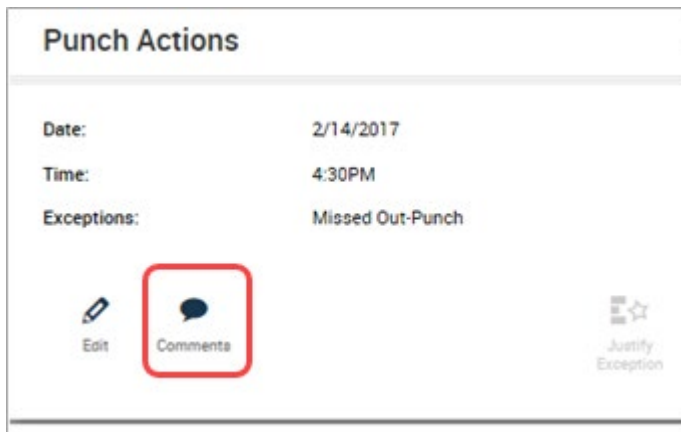 Punch Actions
Date: 2/14/2017
Time: 4:30PM
Exceptions: Missed Out-Punch
Edit Comments Justify
Exception